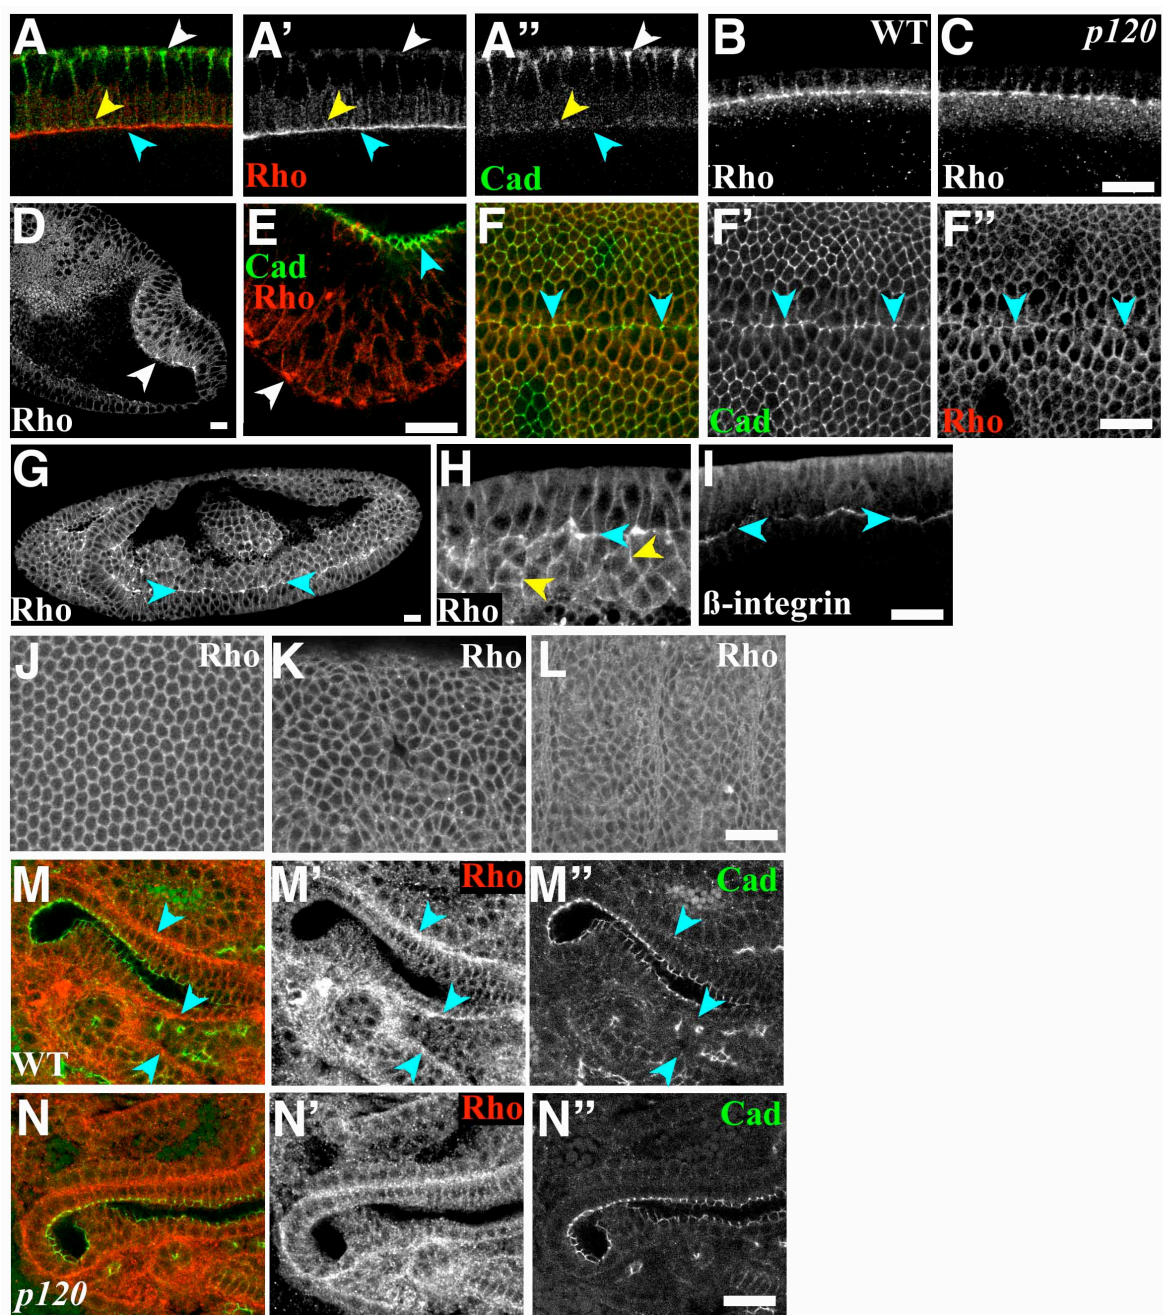 A A’ A” B WT C p120
Rho Cad Rho Rho
D E F F’ F”
Cad
Rho
Rho Cad Rho
G H I
Rho Rho ß-integrin
J Rho K Rho L Rho
M M’ Rho M” Cad
WT
N N’ Rho N” Cad
p120